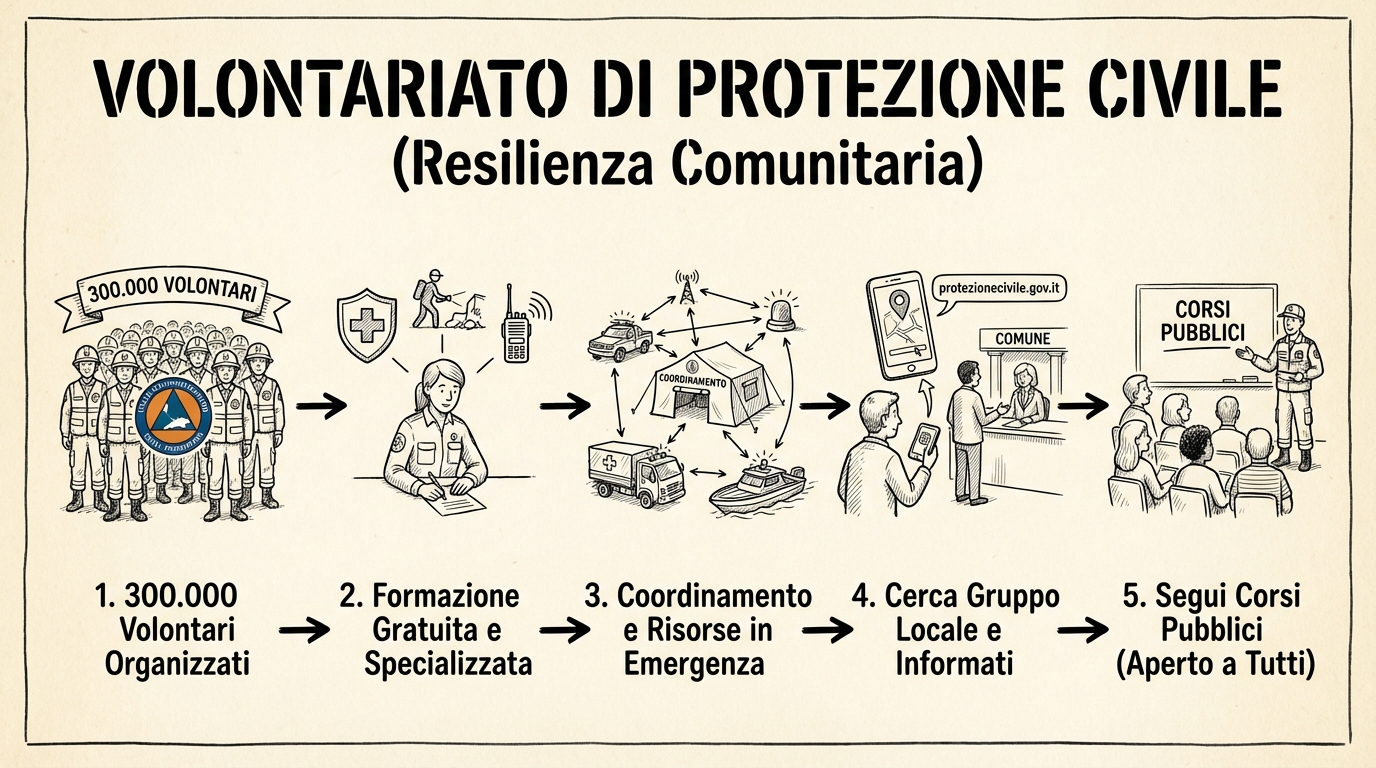 VOLONTARIATO DI PROTEZIONE CIVILE
(Resilienza Comunitaria)
300.000 VOLONTARI
COORDIRAMENTO
protezionecivile.gov.it
COMUNE
CORSI
PUBBLICI
1. 300.000
Volontari
Organizzati
2. Formazione
Gratuita e
Specializzata
3. Coordinamento
e Risorse in
Emergenza
4. Cerca Gruppo
Locale e
Informati
5. Segui Corsi
Pubblici
(Aperto a Tutti)